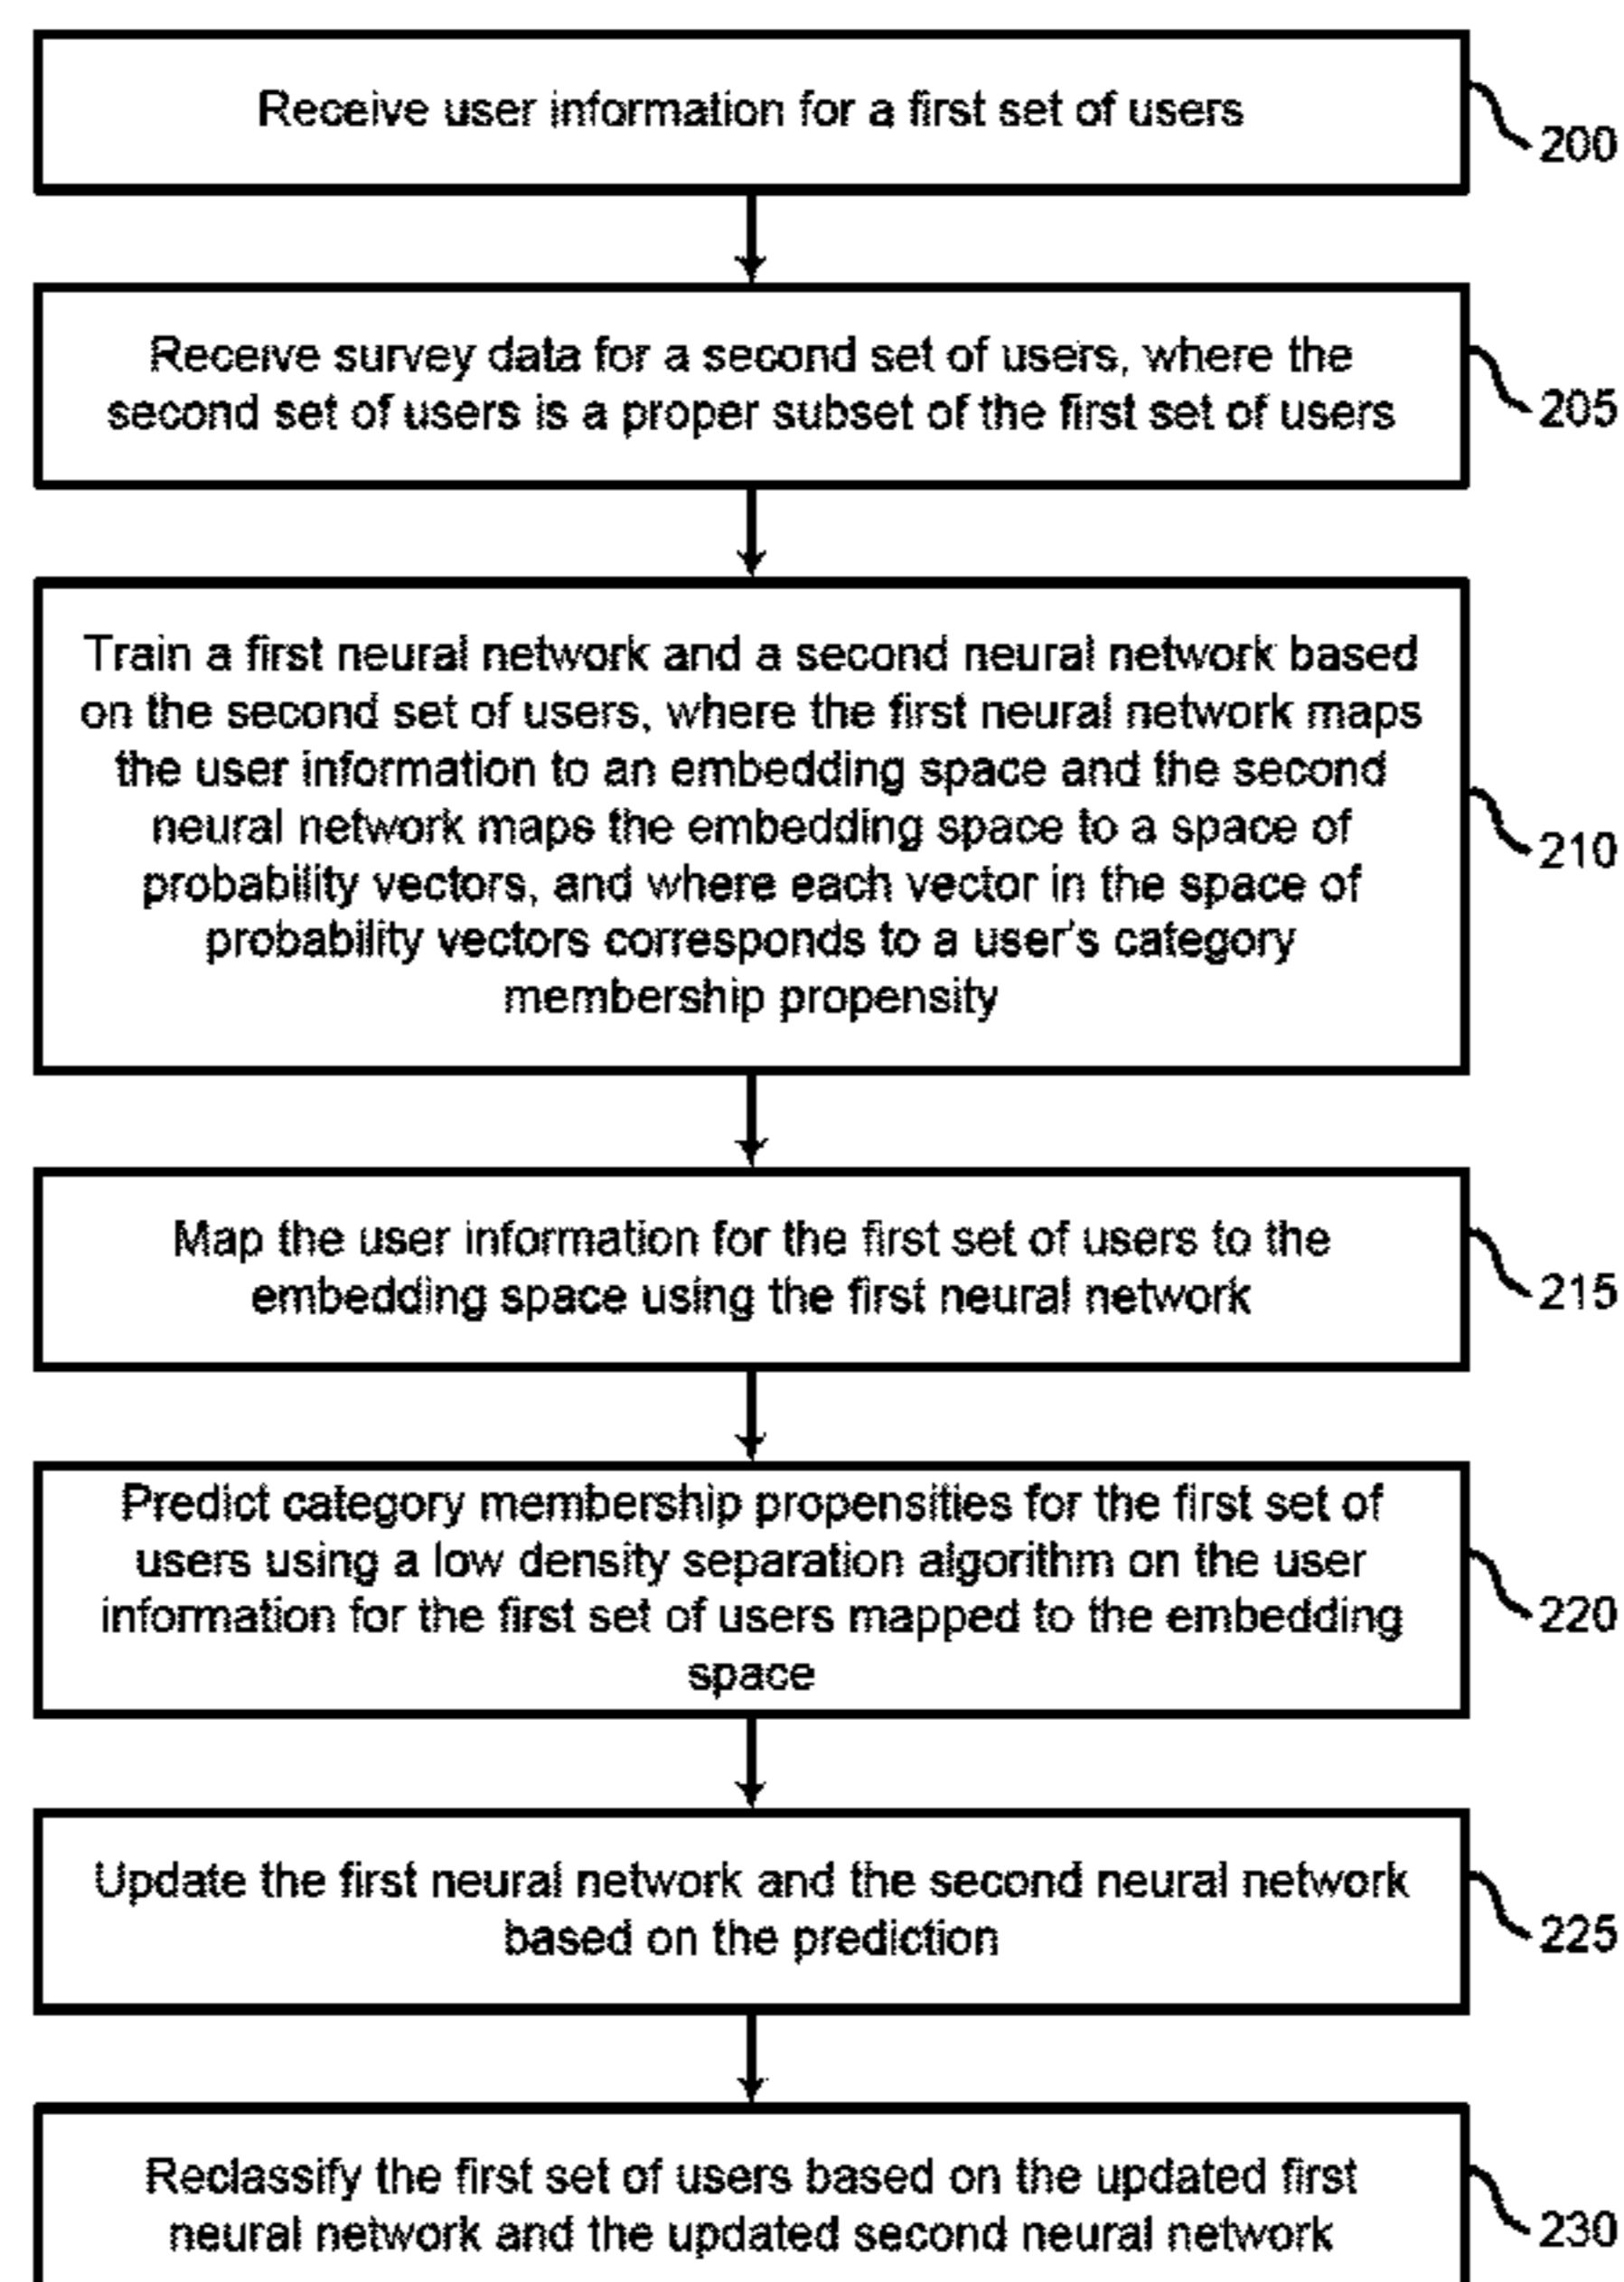 Receive user information for a first set of users
200
Receive survey data for a second set of users, where the
second set of users is a proper subset of the first set of users
205
Train a first neural network and a second neural network based
on the second set of users, where the first neural network maps
the user information to an embedding space and the second
neural network maps the embedding space to a space of
probability vectors, and where each vector in the space of
probability vectors corresponds to a user's category
membership propensity
210
Map the user information for the first set of users to the
embedding space using the first neural network
215
Predict category membership propensities for the first set of
users using a low density separation algorithm on the user
information for the first set of users mapped to the embedding
space
220
Update the first neural network and the second neural network
based on the prediction
225
Reclassify the first set of users based on the updated first
neural network and the updated second neural network
230